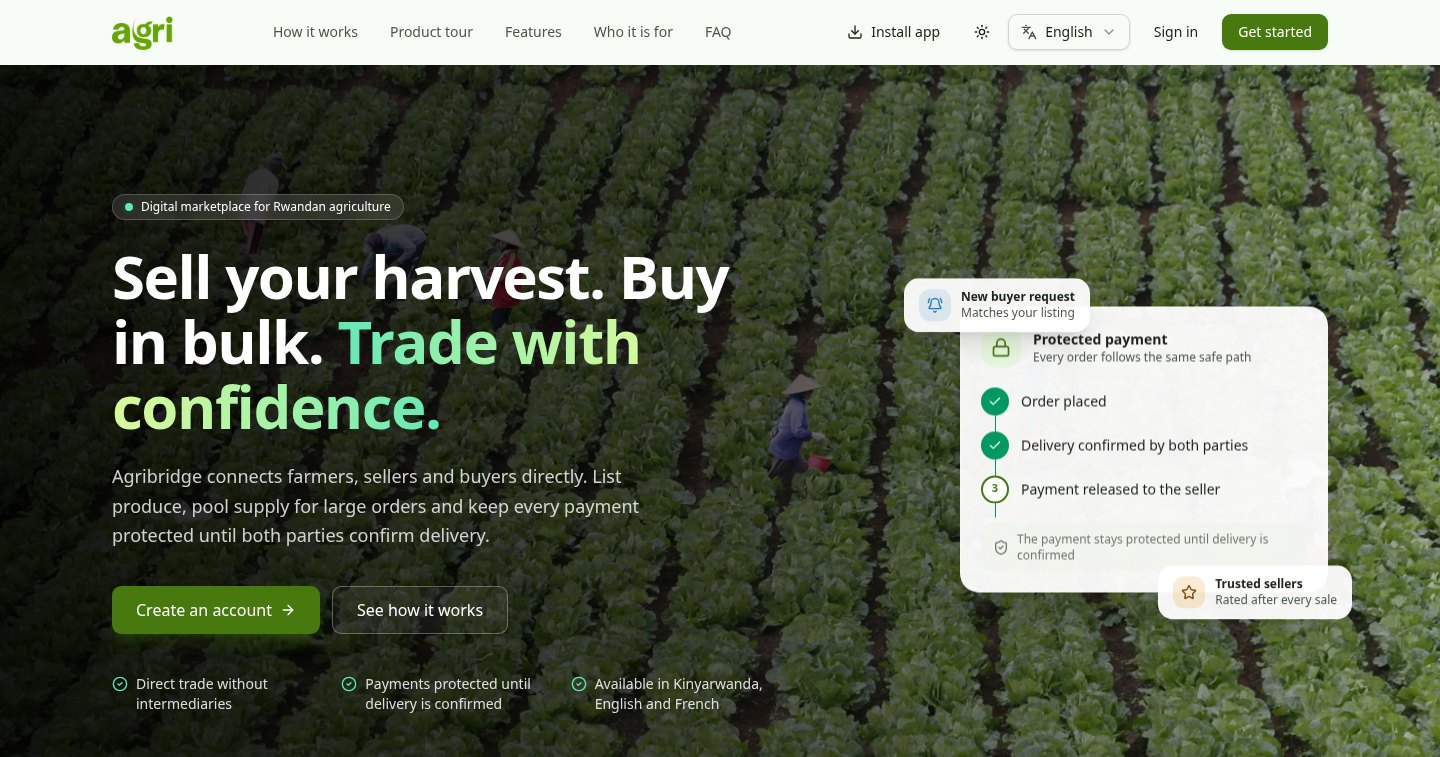 agri
How it works
Product tour
Features
Who it is for
FAQ
Install app
English
Sign in
Get started
Digital marketplace for Rwandan agriculture
Sell your harvest. Buy
in bulk. Trade with
confidence.
Agribridge connects farmers, sellers and buyers directly. List
produce, pool supply for large orders and keep every payment
protected until both parties confirm delivery.
Create an account
See how it works
Direct trade without
intermediaries
Payments protected until
delivery is confirmed
Available in Kinyarwanda,
English and French
New buyer request
Matches your listing
Protected payment
Every order follows the same safe path
Order placed
Delivery confirmed by both parties
3
Payment released to the seller
The payment stays protected until delivery is
confirmed
Trusted sellers
Rated after every sale